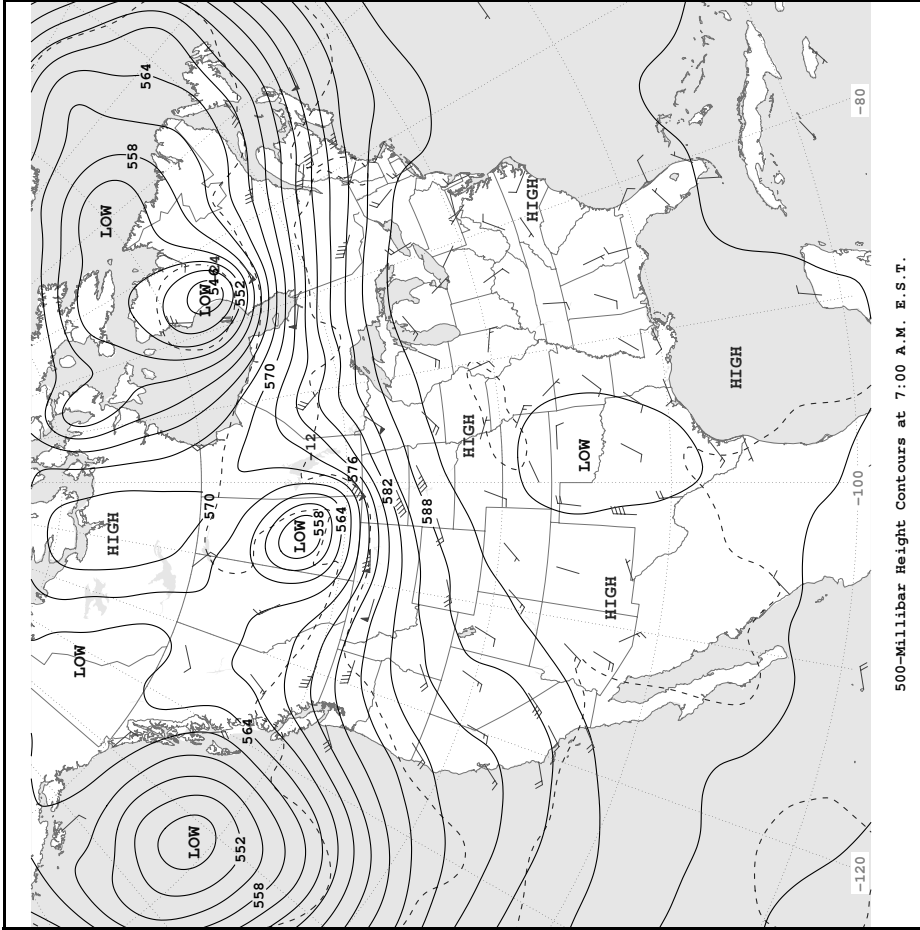 564
558
LOW
LOW
552
570
-12
576
582
588
570
HIGH
LOW
558
564
LOW
564
LOW
552
558
HIGH
HIGH
HIGH
LOW
HIGH
-80
-100
-120
500-Millibar Height Contours at 7:00 A.M. E.S.T.